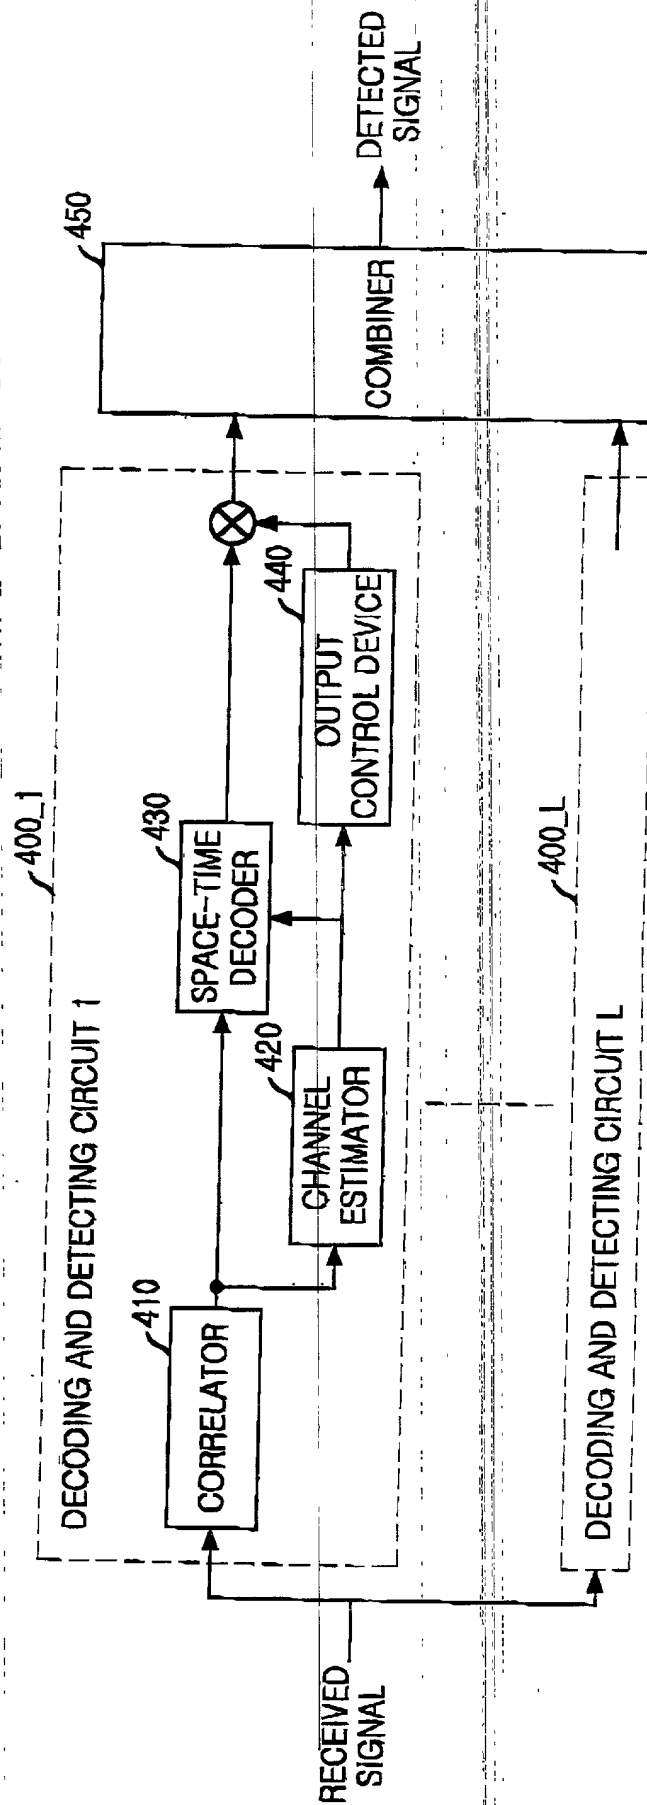 RECEIVED
SIGNAL
400_1
DECODING AND DETECTING CIRCUIT 1
410
CORRELATOR
420
CHANNEL
ESTIMATOR
430
SPACE-TIME
DECODER
440
OUTPUT
CONTROL DEVICE
450
COMBINER
DETECTED
SIGNAL
400_L
DECODING AND DETECTING CIRCUIT L